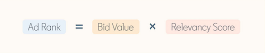 Ad Rank = Bid Value × Relevancy Score